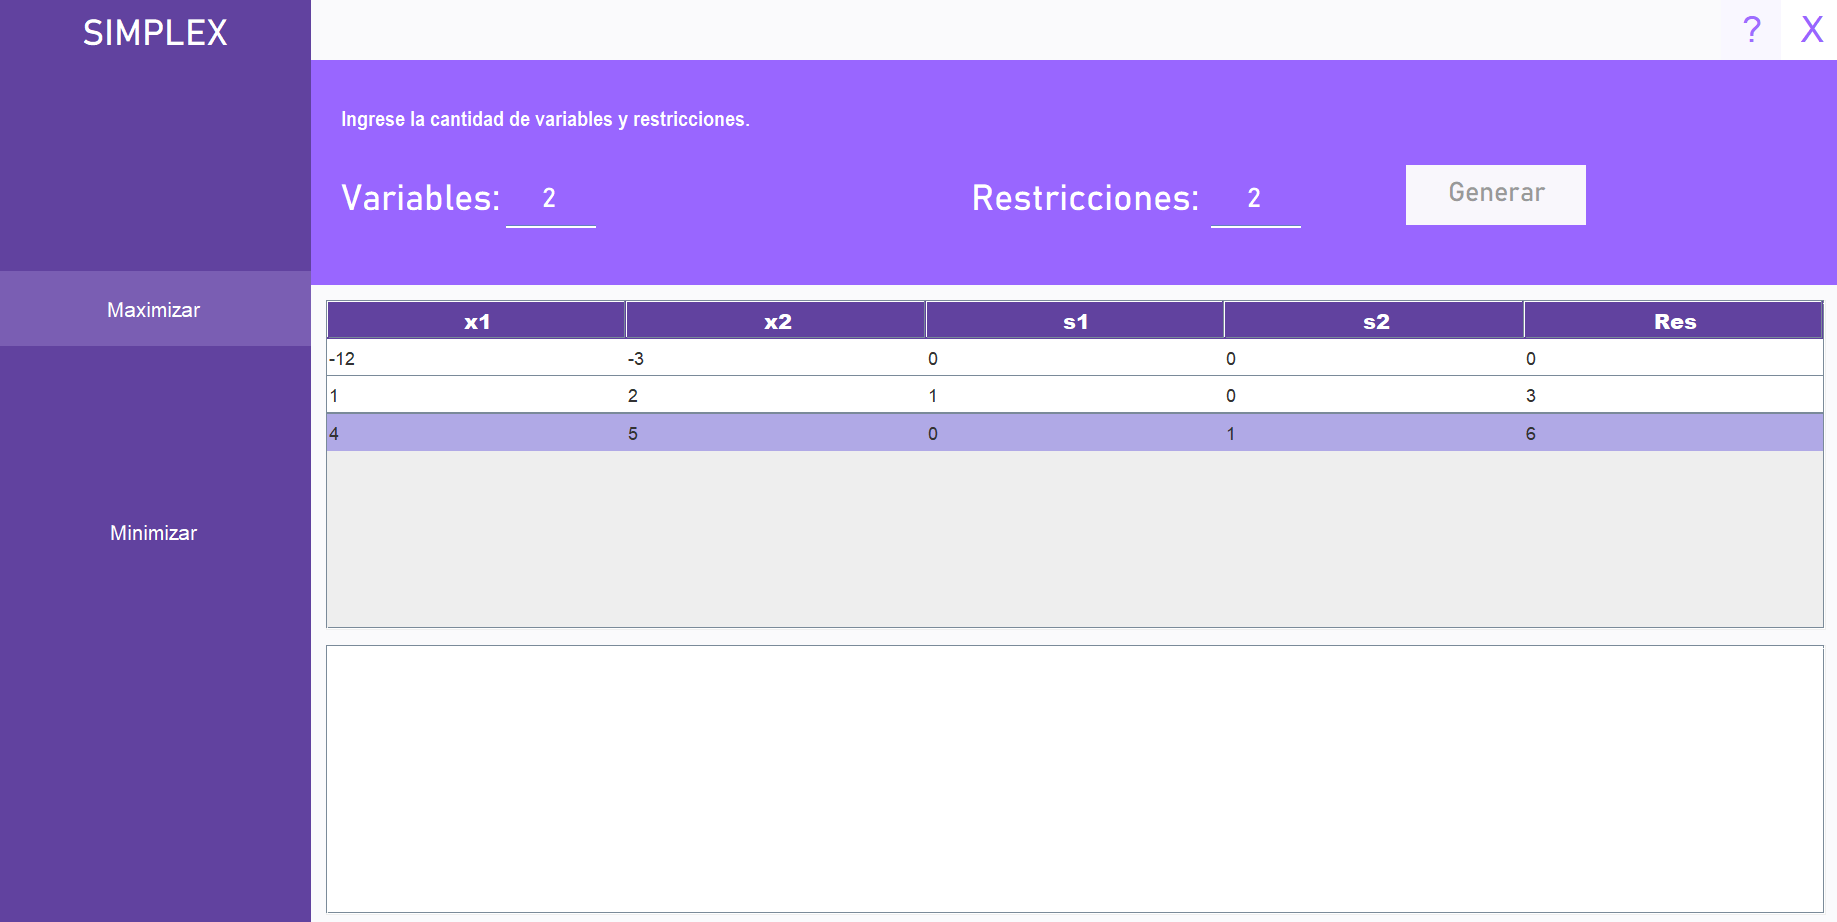 SIMPLEX
? X
Ingrese la cantidad de variables y restricciones.
Variables: 2 Restricciones: 2 Generar
Maximizar
Minimizar
x1 x2 s1 s2 Res
-12 -3 0 0 0
1 2 1 0 3
4 5 0 1 6